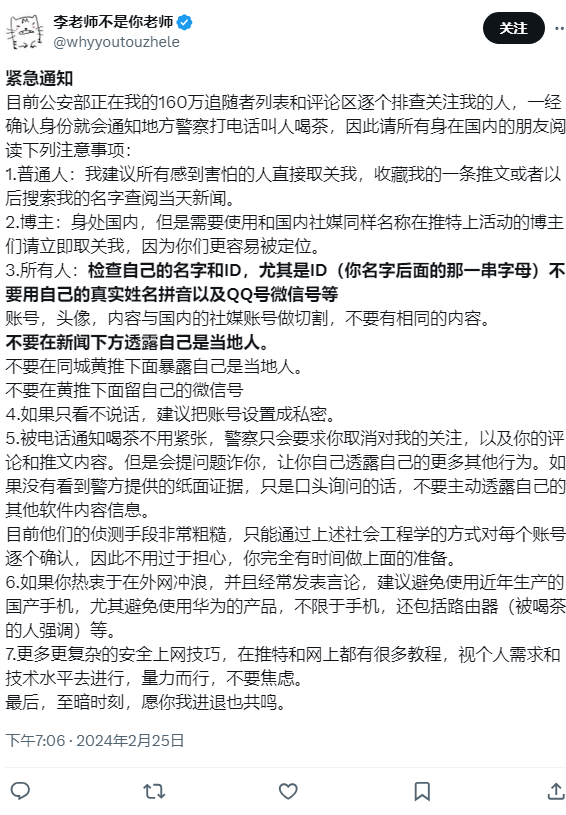 李老师不是你老师
@whyyoutouzhele
关注
紧急通知
目前公安部正在我的160万追随者列表和评论区逐个排查关注我的人，一经
确认身份就会通知地方警察打电话叫人喝茶，因此请所有身在国内的朋友阅
读下列注意事项：
1.普通人：我建议所有感到害怕的人直接取关我，收藏我的一条推文或者以
后搜索我的名字查阅当天新闻。
2.博主：身处国内，但是需要使用和国内社媒同样名称在推特上活动的博主
们请立即取关我，因为你们更容易被定位。
3.所有人：检查自己的名字和ID，尤其是ID（你名字后面的那一串字母）不
要用自己的真实姓名拼音以及QQ号微信号等
账号，头像，内容与国内的社媒账号做切割，不要有相同的内容。
不要在新闻下方透露自己是当地人。
不要在同城黄推下面暴露自己是当地人。
不要在黄推下面留自己的微信号
4.如果只看不说话，建议把账号设置成私密。
5.被电话通知喝茶不用紧张，警察只会要求你取消对我的关注，以及你的评
论和推文内容。但是会提问题诈你，让你自己透露自己的更多其他行为。如
果没有看到警方提供的纸面证据，只是口头询问的话，不要主动透露自己的
其他软件内容信息。
目前他们的侦测手段非常粗糙，只能通过上述社会工程学的方式对每个账号
逐个确认，因此不用过于担心，你完全有时间做上面的准备。
6.如果你热衷于在外网冲浪，并且经常发表言论，建议避免使用近年生产的
国产手机，尤其避免使用华为的产品，不限于手机，还包括路由器（被喝茶
的人强调）等。
7.更多更复杂的安全上网技巧，在推特和网上都有很多教程，视个人需求和
技术水平去进行，量力而行，不要焦虑。
最后，至暗时刻，愿你我进退也共鸣。
下午7:06 · 2024年2月25日